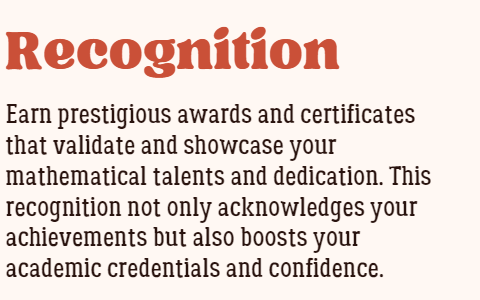 Recognition
Earn prestigious awards and certificates
that validate and showcase your
mathematical talents and dedication. This
recognition not only acknowledges your
achievements but also boosts your
academic credentials and confidence.